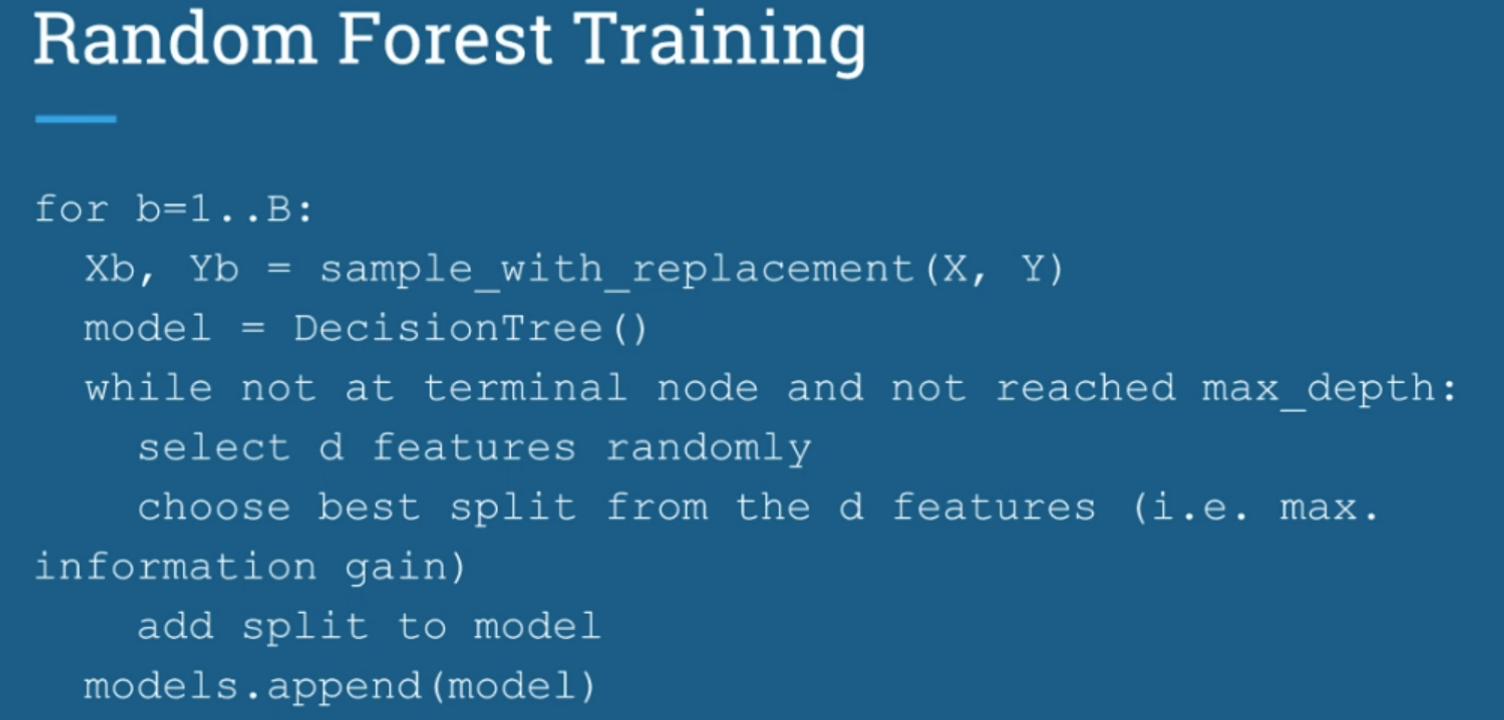 Random Forest Training
for b=1..B:
Xb, Yb = sample_with_replacement(X, Y)
model = DecisionTree()
while not at terminal node and not reached max_depth:
select d features randomly
choose best split from the d features (i.e. max.
information gain)
add split to model
models.append(model)